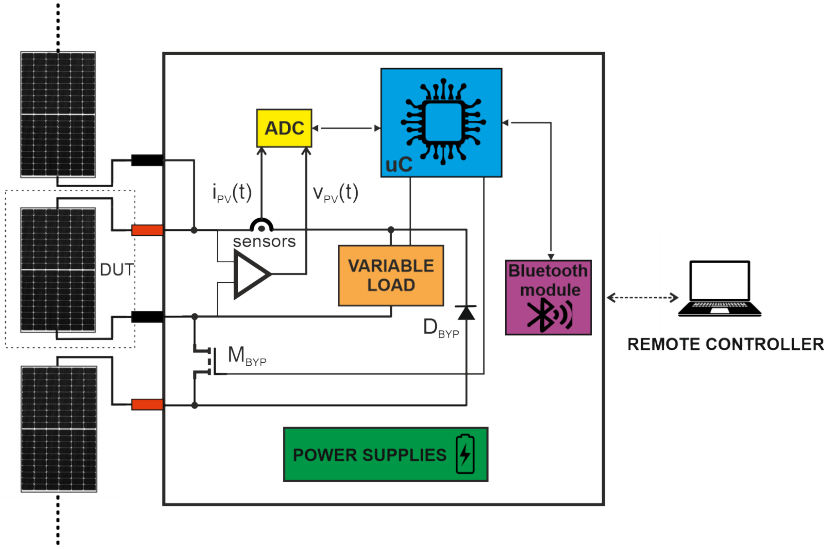 ADC
uC
iPV(t)
vPV(t)
sensors
DUT
VARIABLE
LOAD
Bluetooth
module
DBYP
MBYP
REMOTE CONTROLLER
POWER SUPPLIES